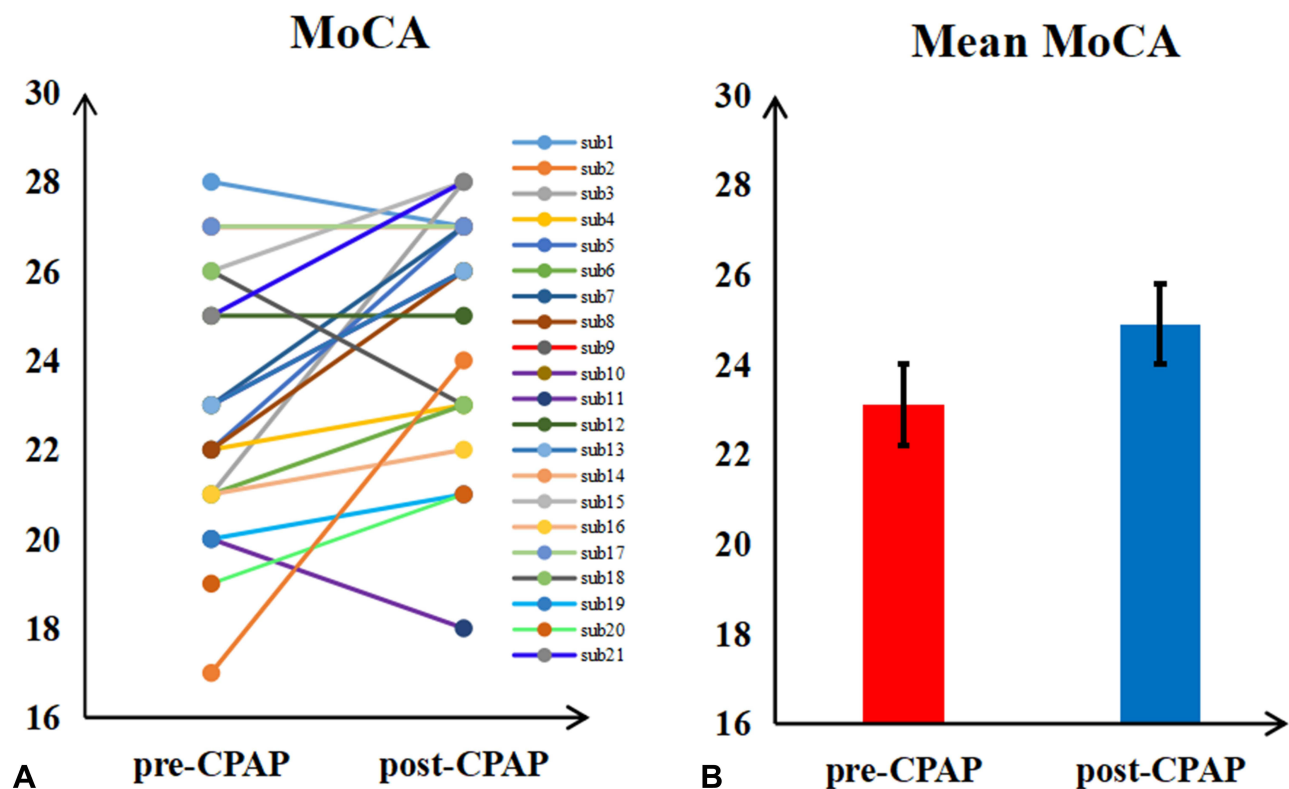 MoCA
30
28
26
24
22
20
18
16
pre-CPAP
post-CPAP
sub1
sub2
sub3
sub4
sub5
sub6
sub7
sub8
sub9
sub10
sub11
sub12
sub13
sub14
sub15
sub16
sub17
sub18
sub19
sub20
sub21
A
Mean MoCA
30
28
26
24
22
20
18
16
pre-CPAP
post-CPAP
B